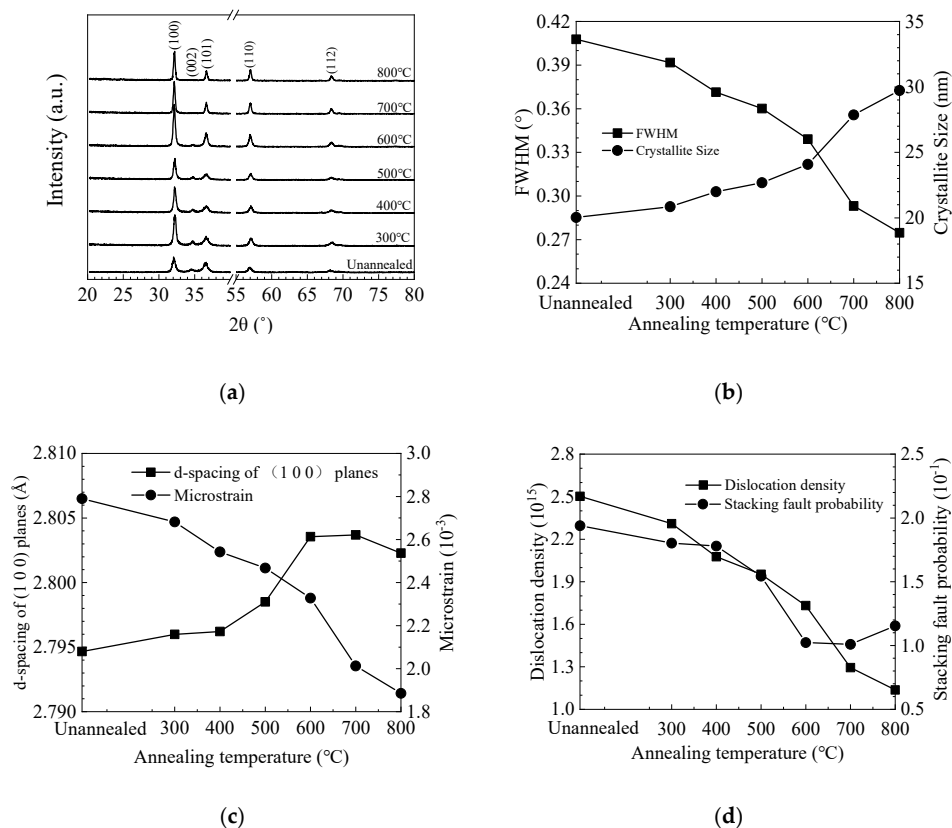 (100)
(002)
(101)
(110)
(112)
800℃
700℃
600℃
500℃
400℃
300℃
Unannealed
Intensity (a.u.)
20 30 40 55 60 65 70 75 80
2θ (°)
(a)
0.42
0.39
0.36
0.33
0.30
0.27
0.24
FWHM (°)
FWHM
Crystallite Size
35
30
25
20
15
Crystallite Size (nm)
Unannealed 300 400 500 600 700 800
Annealing temperature (℃)
(b)
2.810
2.805
2.800
2.795
2.790
d-spacing of (1 0 0) planes (Å)
d-spacing of （1 0 0） planes
Microstrain
3.0
2.8
2.6
2.4
2.2
2.0
1.8
Microstrain (10-3)
Unannealed 300 400 500 600 700 800
Annealing temperature (℃)
(c)
2.8
2.5
2.2
1.9
1.6
1.3
1.0
Dislocation density (1015)
Dislocation density
Stacking fault probability
2.5
2.0
1.5
1.0
0.5
Stacking fault probability (10-1)
Unannealed 300 400 500 600 700 800
Annealing temperature (℃)
(d)